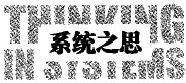 THINKING
系统之思
IN SYSTEMS